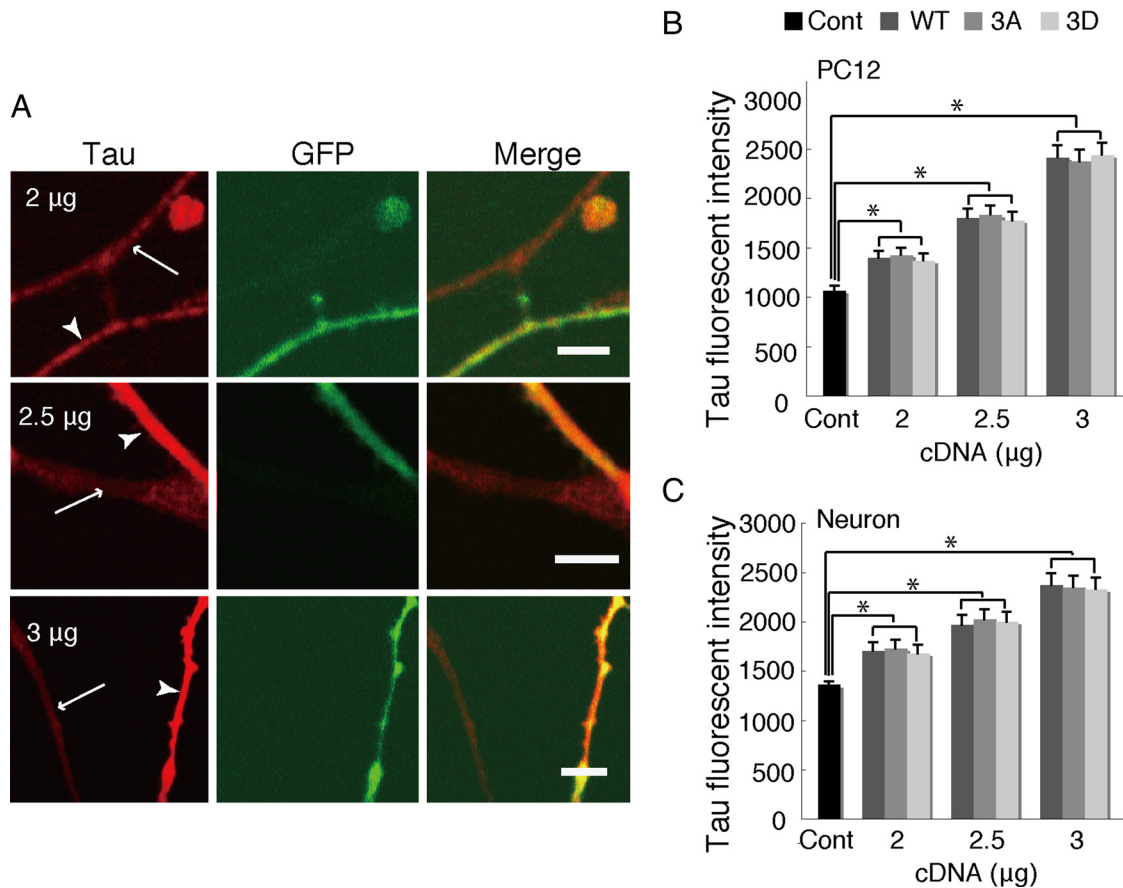 A
Tau GFP Merge
2 µg
2.5 µg
3 µg
B
Cont WT 3A 3D
PC12
Tau fluorescent intensity
3000
2500
2000
1500
1000
500
0
* * *
Cont 2 2.5 3
cDNA (µg)
C
Neuron
Tau fluorescent intensity
3000
2500
2000
1500
1000
500
0
* * *
Cont 2 2.5 3
cDNA (µg)